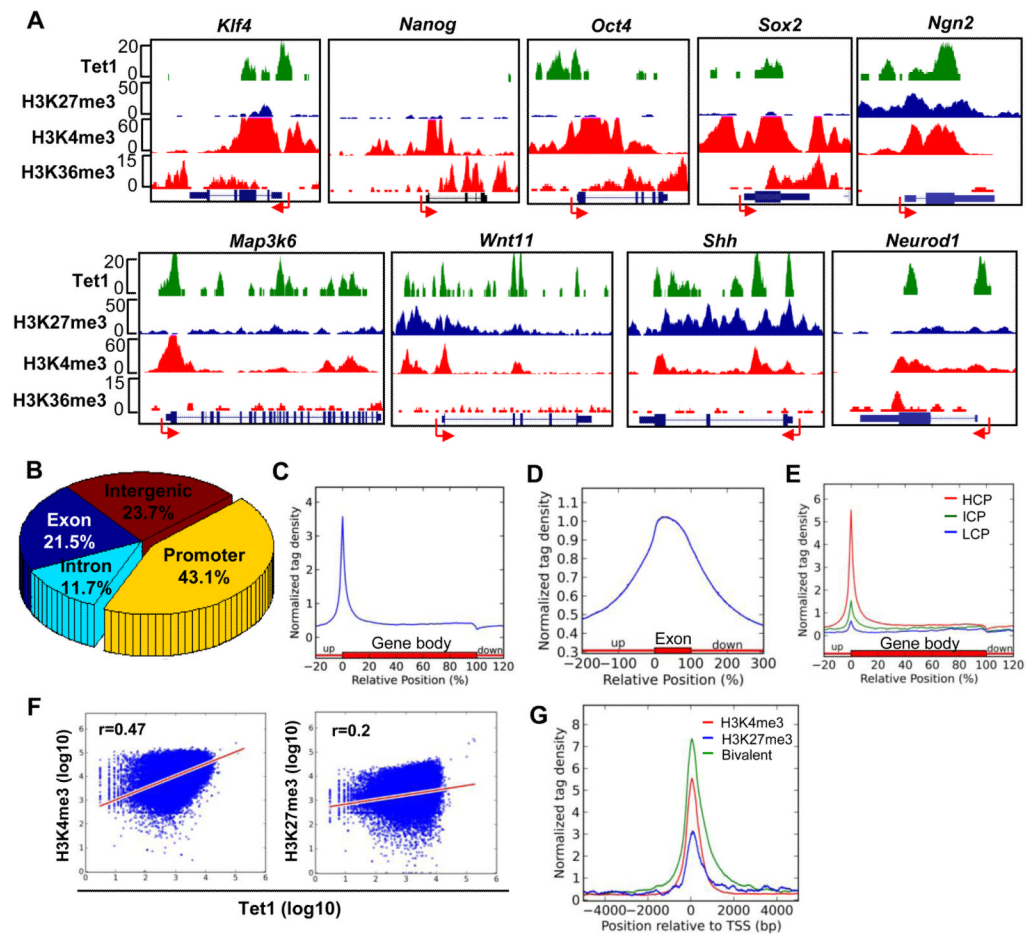 A
Klf4 Nanog Oct4 Sox2 Ngn2
Tet1 20 0
H3K27me3 50 0
H3K4me3 60 0
H3K36me3 15 0
Map3k6 Wnt11 Shh Neurod1
Tet1 20 0
H3K27me3 50 0
H3K4me3 60 0
H3K36me3 15 0
B
Intergenic
23.7%
Exon
21.5%
Intron
11.7%
Promoter
43.1%
C
Normalized tag density
4
3
2
1
0
up Gene body down
-20 0 20 40 60 80 100 120
Relative Position (%)
D
Normalized tag density
1.1
1.0
0.9
0.8
0.7
0.6
0.5
0.4
0.3
up Exon down
-200 -100 0 100 200 300
Relative Position (%)
E
Normalized tag density
6
5
4
3
2
1
0
HCP
ICP
LCP
up Gene body down
-20 0 20 40 60 80 100 120
Relative Position (%)
F
r=0.47
H3K4me3 (log10)
6
5
4
3
2
1
0
0 1 2 3 4 5 6
r=0.2
H3K27me3 (log10)
6
5
4
3
2
1
0
0 1 2 3 4 5 6
Tet1 (log10)
G
Normalized tag density
8
7
6
5
4
3
2
1
0
H3K4me3
H3K27me3
Bivalent
-4000 -2000 0 2000 4000
Position relative to TSS (bp)